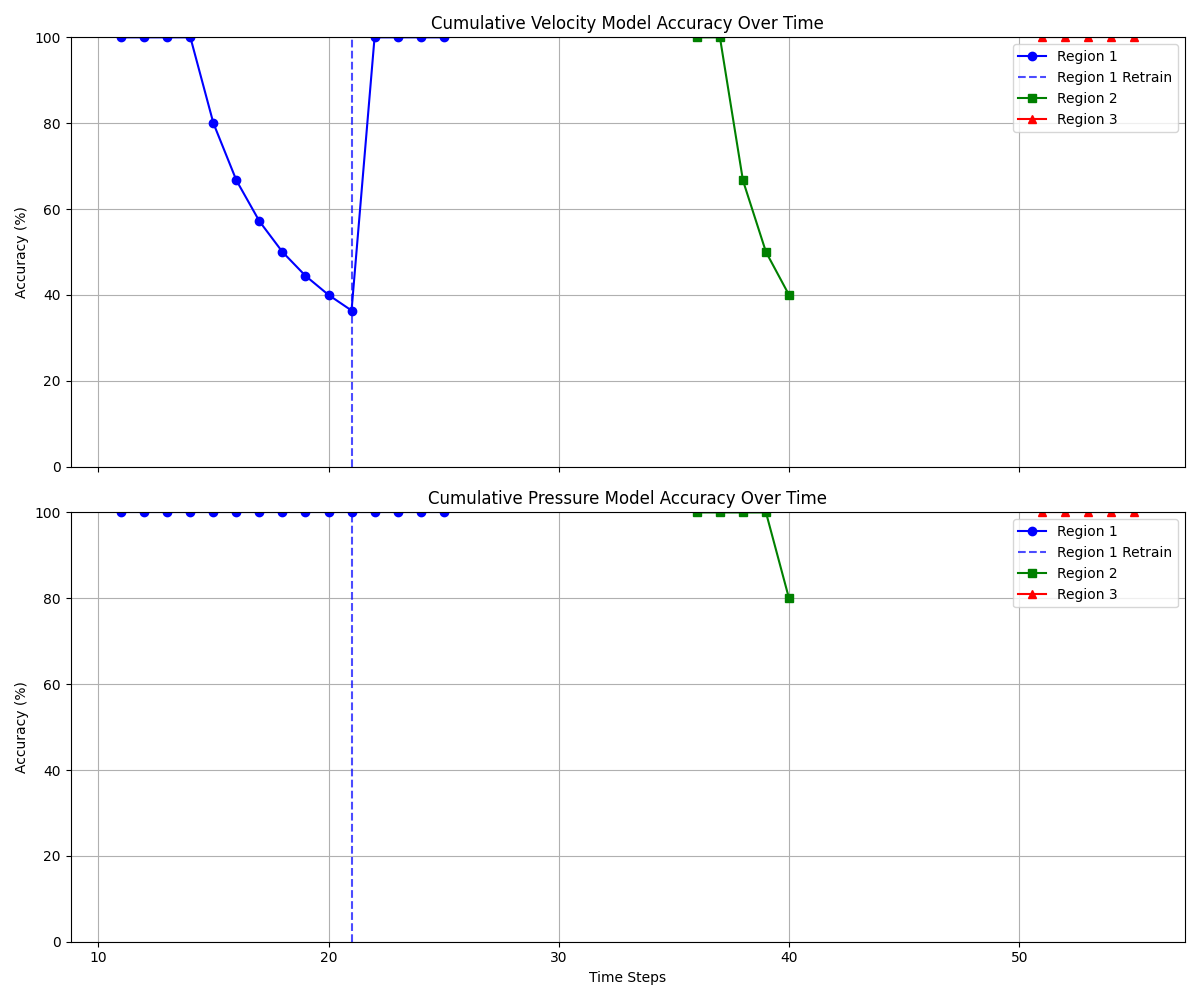 Cumulative Velocity Model Accuracy Over Time
100
80
60
40
20
0
Accuracy (%)
Region 1
Region 1 Retrain
Region 2
Region 3
Cumulative Pressure Model Accuracy Over Time
100
80
60
40
20
0
Accuracy (%)
Region 1
Region 1 Retrain
Region 2
Region 3
10 20 30 40 50
Time Steps